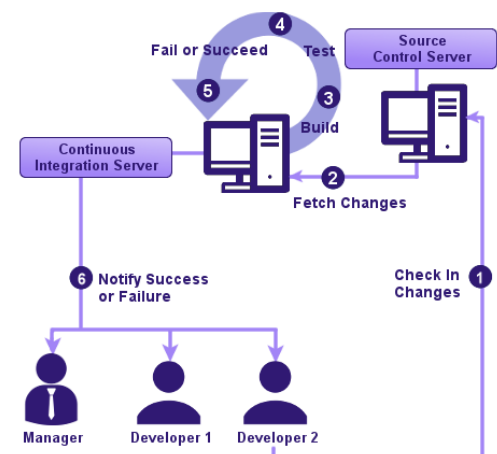 4
Fail or Succeed
Test
Source
Control Server
5
3
Build
Continuous
Integration Server
2
Fetch Changes
6
Notify Success
or Failure
Check In
Changes
1
Manager
Developer 1
Developer 2